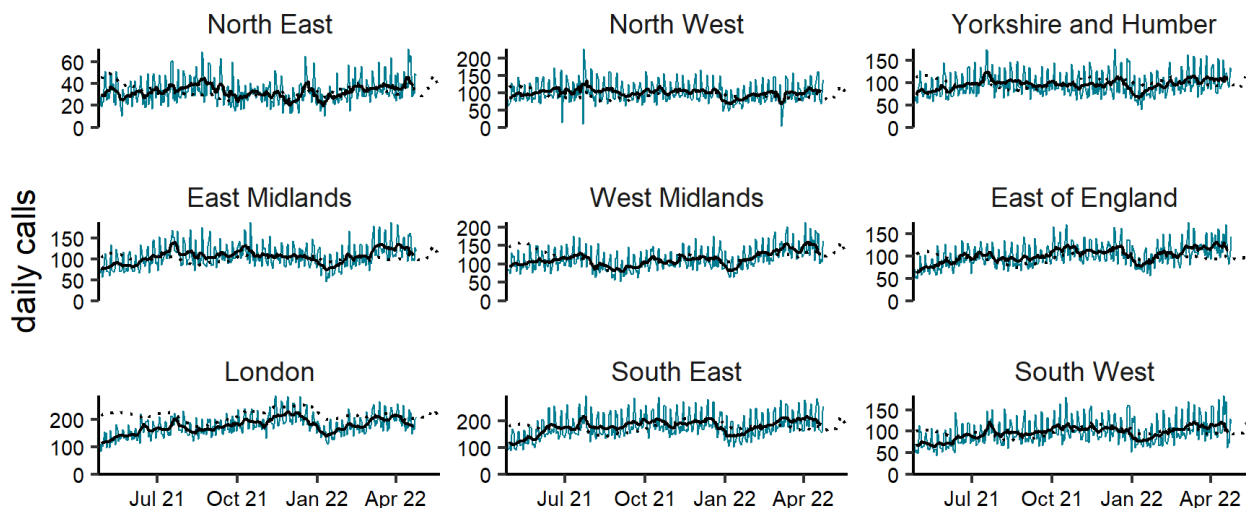 North East
North West
Yorkshire and Humber
60
40
20
0
200
150
100
50
0
150
100
50
0
daily calls
East Midlands
West Midlands
East of England
150
100
50
0
200
150
100
50
0
150
100
50
0
London
South East
South West
200
100
0
200
100
0
150
100
50
0
Jul 21 Oct 21 Jan 22 Apr 22
Jul 21 Oct 21 Jan 22 Apr 22
Jul 21 Oct 21 Jan 22 Apr 22